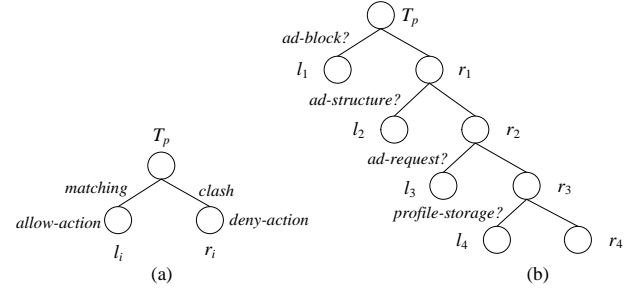 T_p
matching
clash
allow-action
deny-action
l_i
r_i
(a)
T_p
ad-block?
l_1
r_1
ad-structure?
l_2
r_2
ad-request?
l_3
r_3
profile-storage?
l_4
r_4
(b)